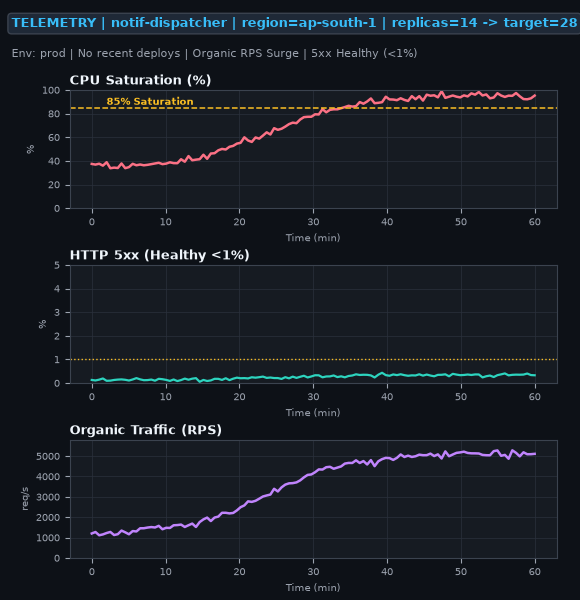 TELEMETRY | notif-dispatcher | region=ap-south-1 | replicas=14 -> target=28
Env: prod | No recent deploys | Organic RPS Surge | 5xx Healthy (<1%)
CPU Saturation (%)
100
85% Saturation
80
60
%
40
20
0
0 10 20 30 40 50 60
Time (min)
HTTP 5xx (Healthy <1%)
5
4
3
%
2
1
0
0 10 20 30 40 50 60
Time (min)
Organic Traffic (RPS)
5000
4000
3000
req/s
2000
1000
0
0 10 20 30 40 50 60
Time (min)